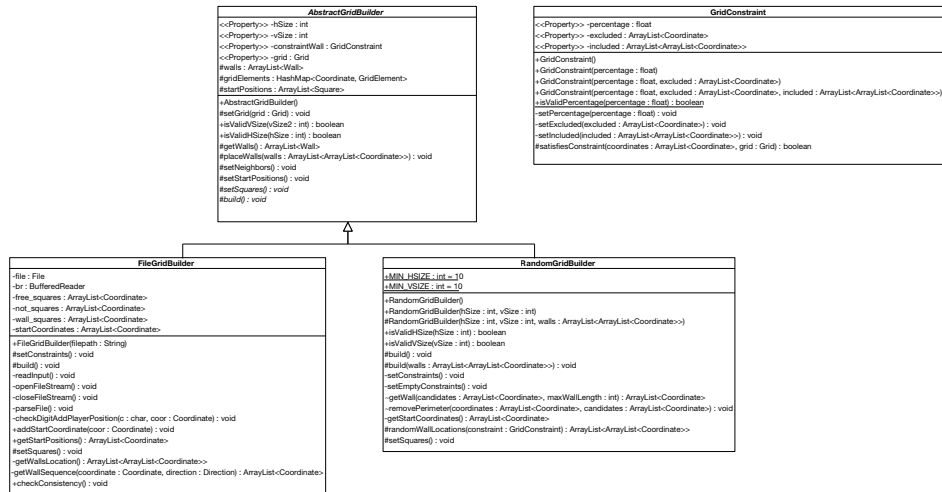 AbstractGridBuilder
<<Property>> -hSize : int
<<Property>> -vSize : int
<<Property>> -constraintWall : GridConstraint
<<Property>> -grid : Grid
#walls : ArrayList<Wall>
#gridElements : HashMap<Coordinate, GridElement>
#startPositions : ArrayList<Square>
+AbstractGridBuilder()
#setGrid(grid : Grid) : void
+isValidVSize(vSize2 : int) : boolean
+isValidHSize(hSize : int) : boolean
#getWalls() : ArrayList<Wall>
#placeWalls(walls : ArrayList<ArrayList<Coordinate>>) : void
#setNeighbors() : void
#setStartPositions() : void
#setSquares() : void
#build() : void
GridConstraint
<<Property>> -percentage : float
<<Property>> -excluded : ArrayList<Coordinate>
<<Property>> -included : ArrayList<ArrayList<Coordinate>>
+GridConstraint()
+GridConstraint(percentage : float)
+GridConstraint(percentage : float, excluded : ArrayList<Coordinate>)
+GridConstraint(percentage : float, excluded : ArrayList<Coordinate>, included : ArrayList<ArrayList<Coordinate>>)
+isValidPercentage(percentage : float) : boolean
-setPercentage(percentage : float) : void
-setExcluded(excluded : ArrayList<Coordinate>) : void
-setIncluded(included : ArrayList<ArrayList<Coordinate>>) : void
#satisfiesConstraint(coordinates : ArrayList<Coordinate>, grid : Grid) : boolean
FileGridBuilder
-file : File
-br : BufferedReader
-free_squares : ArrayList<Coordinate>
-not_squares : ArrayList<Coordinate>
-wall_squares : ArrayList<Coordinate>
-startCoordinates : ArrayList<Coordinate>
+FileGridBuilder(filepath : String)
#setConstraints() : void
#build() : void
-readInput() : void
-openFileStream() : void
-closeFileStream() : void
-parseFile() : void
-checkDigitAddPlayerPosition(c : char, coor : Coordinate) : void
+addStartCoordinate(coor : Coordinate) : void
+getStartPositions() : ArrayList<Coordinate>
#setSquares() : void
-getWallsLocation() : ArrayList<ArrayList<Coordinate>>
-getWallSequence(coordinate : Coordinate, direction : Direction) : ArrayList<Coordinate>
+checkConsistency() : void
RandomGridBuilder
+MIN_HSIZE : int = 10
+MIN_VSIZE : int = 10
+RandomGridBuilder()
+RandomGridBuilder(hSize : int, vSize : int)
#RandomGridBuilder(hSize : int, vSize : int, walls : ArrayList<ArrayList<Coordinate>>)
+isValidHSize(hSize : int) : boolean
+isValidVSize(vSize : int) : boolean
#build() : void
#build(walls : ArrayList<ArrayList<Coordinate>>) : void
-setConstraints() : void
-setEmptyConstraints() : void
~getWall(candidates : ArrayList<Coordinate>, maxWallLength : int) : ArrayList<Coordinate>
~removePerimeter(coordinates : ArrayList<Coordinate>, candidates : ArrayList<Coordinate>) : void
-getStartCoordinates() : ArrayList<Coordinate>
#randomWallLocations(constraint : GridConstraint) : ArrayList<ArrayList<Coordinate>>
#setSquares() : void